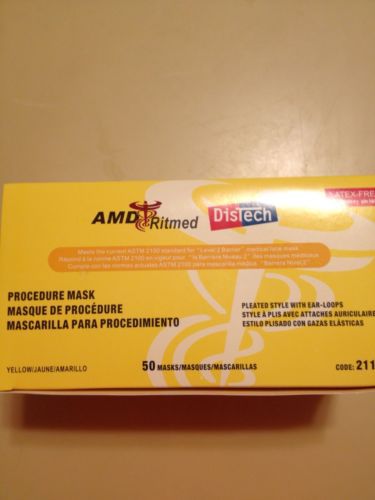 LATEX-FREE
AMD Ritmed
DisTech
Meets the current ASTM 2100 standard for "Level 2 Barrier" medical face mask
Répond à la norme ASTM 2100 en vigueur pour "la Barrière Niveau 2" des masques médicaux
Cumple con las normas actuales ASTM 2100 para mascarilla médica "Barrera Nivel 2"
PROCEDURE MASK
MASQUE DE PROCÉDURE
MASCARILLA PARA PROCEDIMIENTO
PLEATED STYLE WITH EAR-LOOPS
STYLE À PLIS AVEC ATTACHES AURICULAIRE
ESTILO PLISADO CON GAZAS ELÁSTICAS
YELLOW/JAUNE/AMARILLO
50 MASKS/MASQUES/MASCARILLAS
CODE: 211